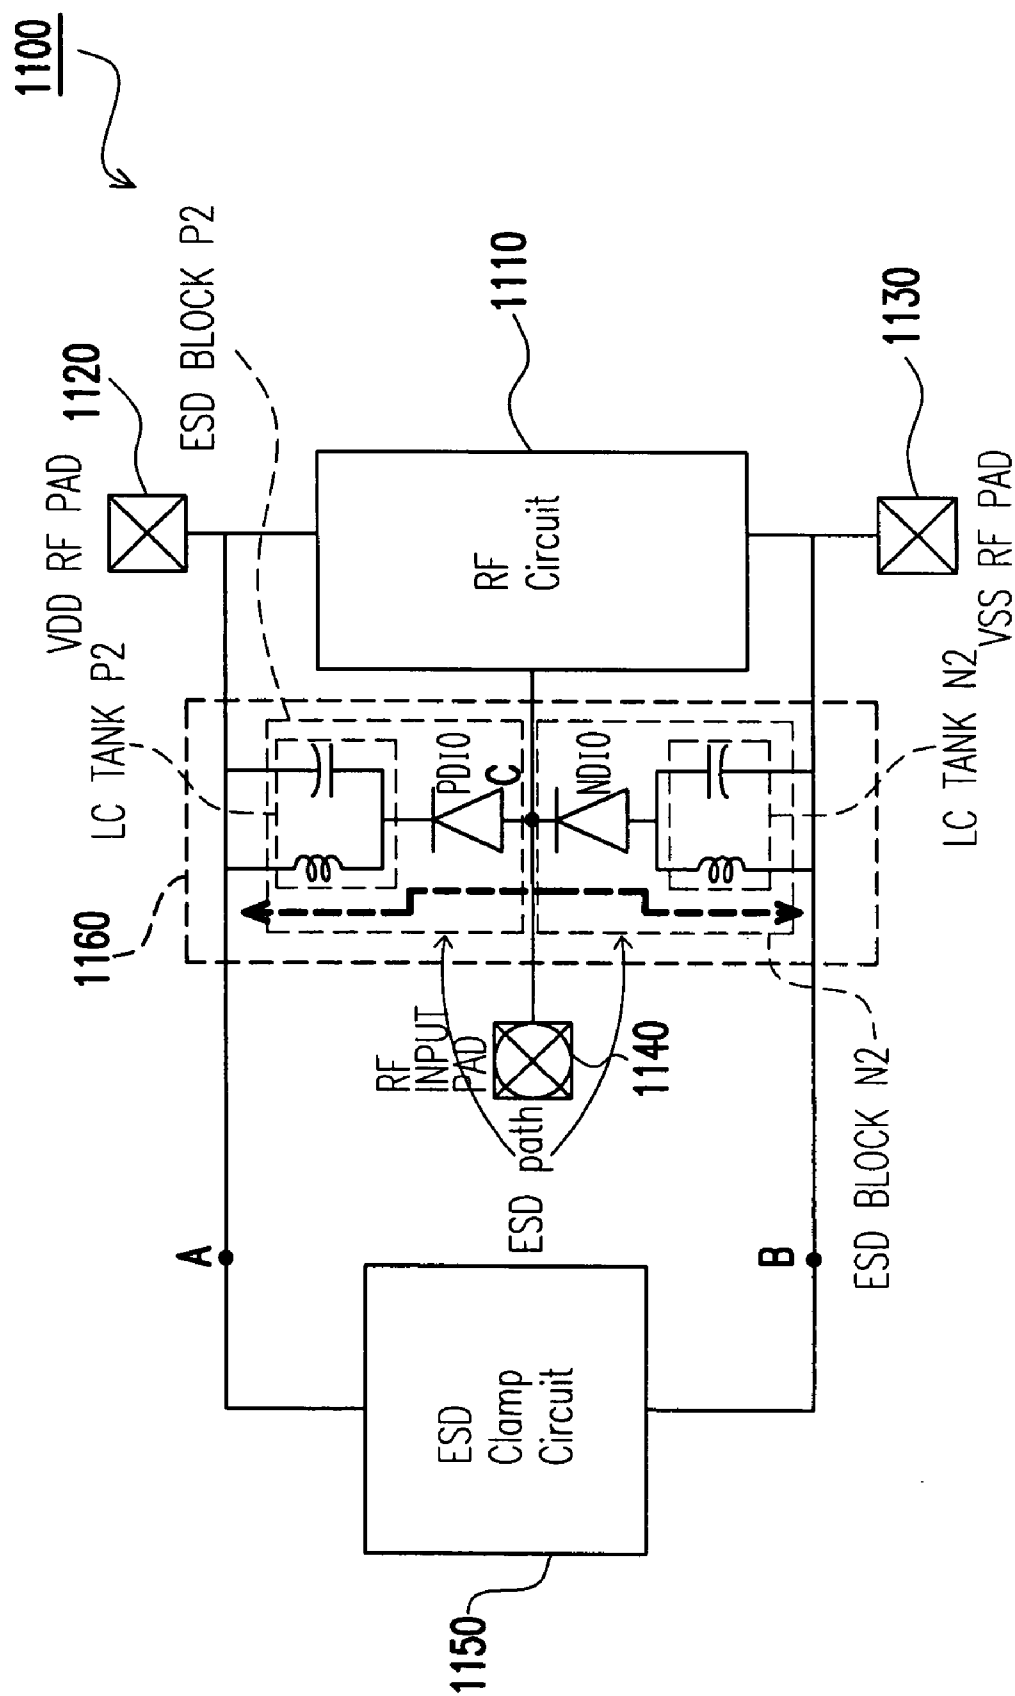 1100
VDD RF PAD
1120
ESD BLOCK P2
LC TANK P2
1160
PDIO
C
NDIO
RF
Circuit
1110
RF
INPUT
PAD
1140
ESD path
A
B
ESD
Clamp
Circuit
1150
ESD BLOCK N2
LC TANK N2
VSS RF PAD
1130